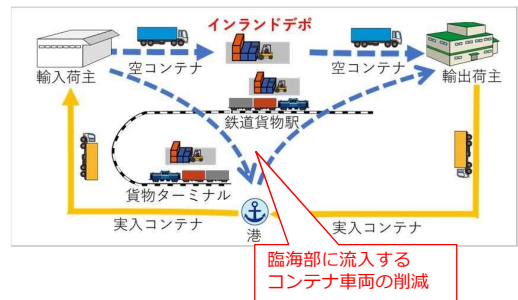 インランドデポ
輸入荷主
空コンテナ
空コンテナ
輸出荷主
鉄道貨物駅
貨物ターミナル
実入コンテナ
港
実入コンテナ
臨海部に流入する
コンテナ車両の削減